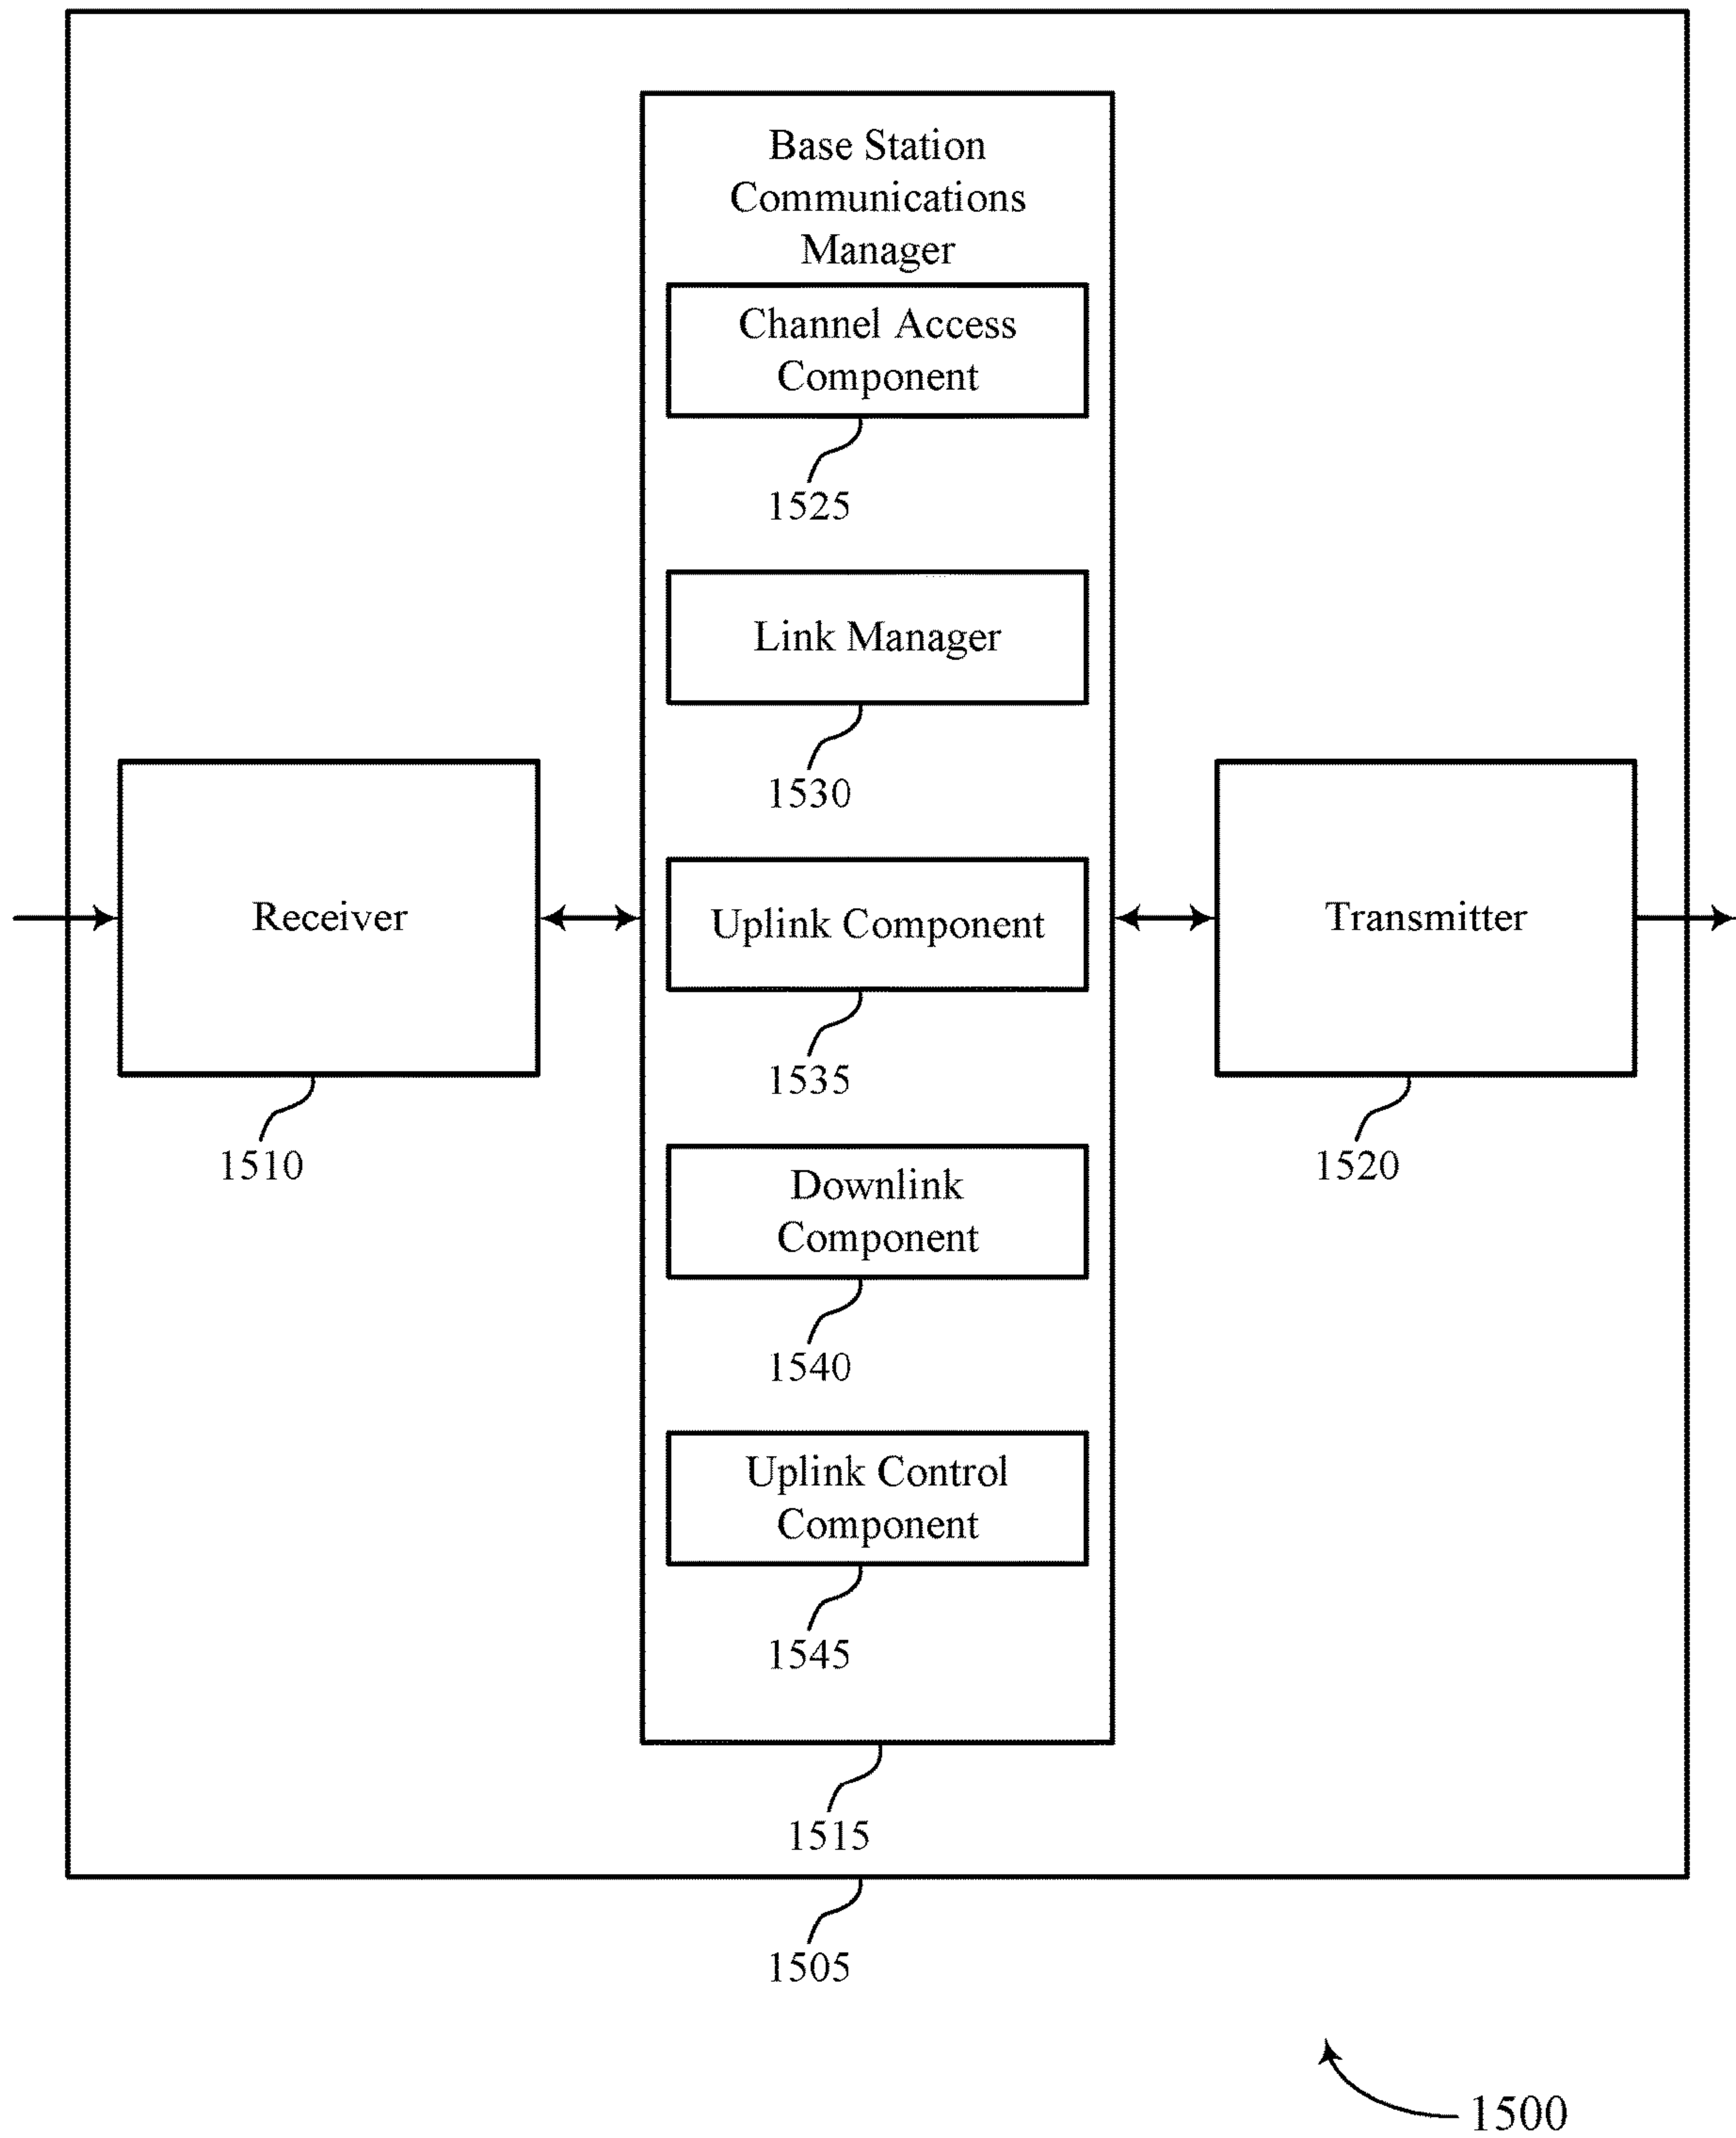 Base Station
Communications
Manager
Channel Access
Component
1525
Link Manager
1530
Receiver
Uplink Component
Transmitter
1535
1510
1520
Downlink
Component
1540
Uplink Control
Component
1545
1515
1505
1500